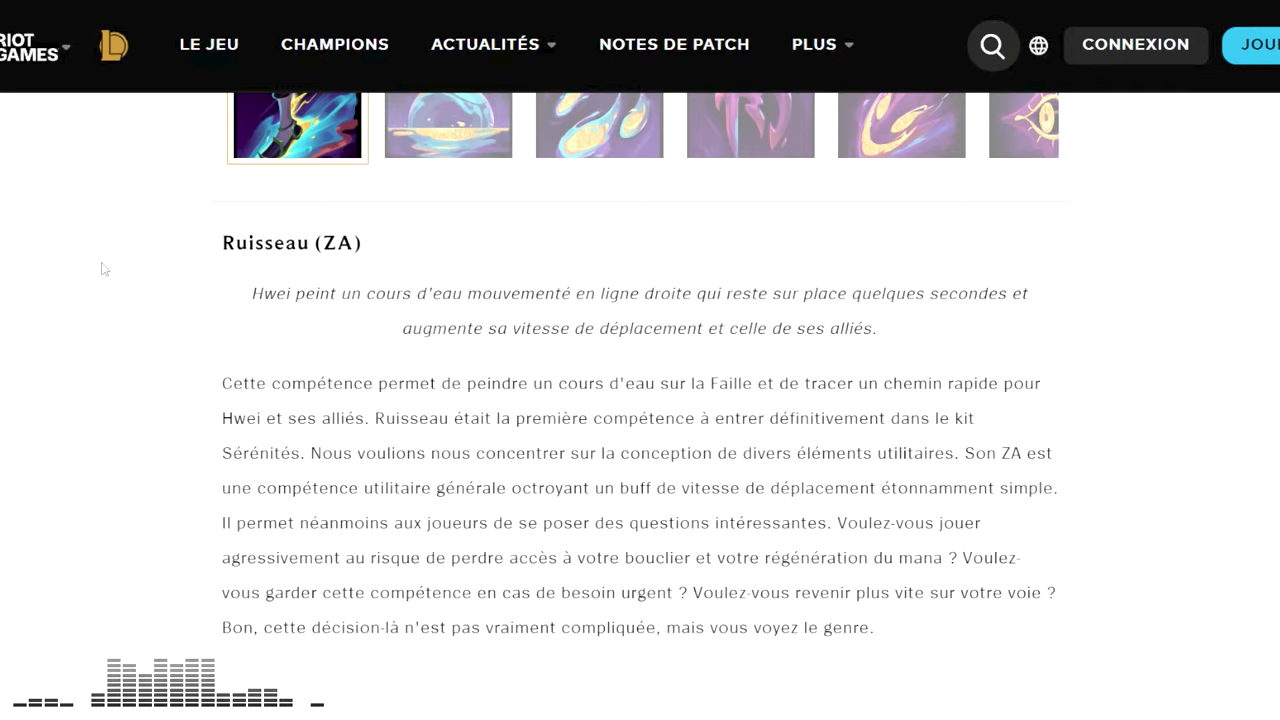 RIOT
GAMES
LE JEU
CHAMPIONS
ACTUALITÉS
NOTES DE PATCH
PLUS
CONNEXION
JOU
Ruisseau (ZA)
Hwei peint un cours d'eau mouvementé en ligne droite qui reste sur place quelques secondes et
augmente sa vitesse de déplacement et celle de ses alliés.
Cette compétence permet de peindre un cours d'eau sur la Faille et de tracer un chemin rapide pour
Hwei et ses alliés. Ruisseau était la première compétence à entrer définitivement dans le kit
Sérénités. Nous voulions nous concentrer sur la conception de divers éléments utilitaires. Son ZA est
une compétence utilitaire générale octroyant un buff de vitesse de déplacement étonnamment simple.
Il permet néanmoins aux joueurs de se poser des questions intéressantes. Voulez-vous jouer
agressivement au risque de perdre accès à votre bouclier et votre régénération du mana ? Voulez-
vous garder cette compétence en cas de besoin urgent ? Voulez-vous revenir plus vite sur votre voie ?
Bon, cette décision-là n'est pas vraiment compliquée, mais vous voyez le genre.